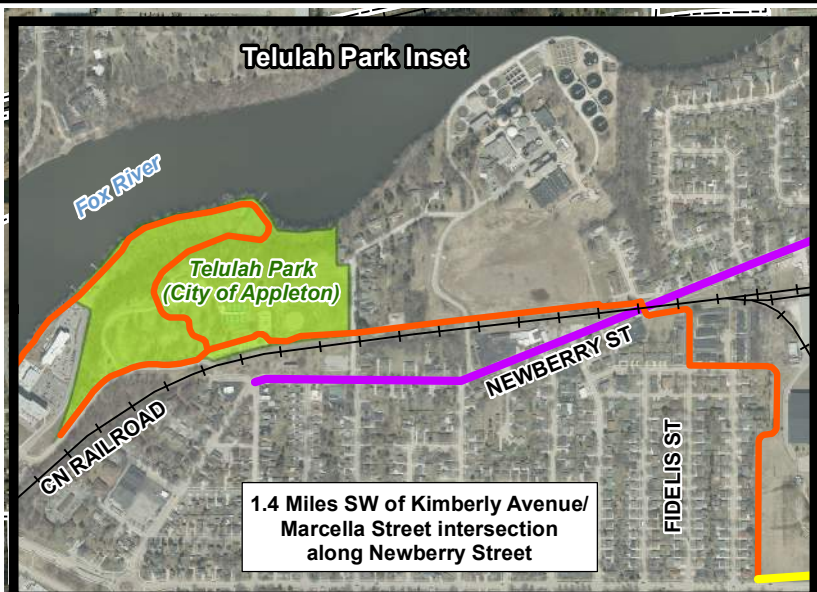 Telulah Park Inset
Fox River
Telulah Park
(City of Appleton)
NEWBERRY ST
CN RAILROAD
FIDELIS ST
1.4 Miles SW of Kimberly Avenue/
Marcella Street intersection
along Newberry Street